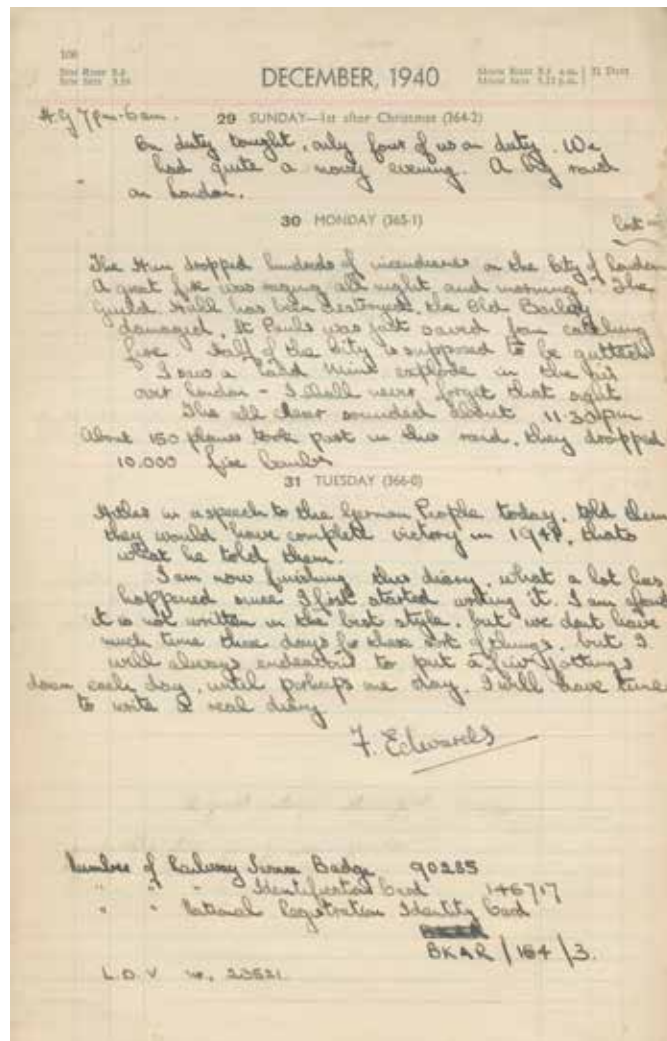 108
DECEMBER, 1940
31 Days
H.G 7pm-6am.
29 SUNDAY—1st after Christmas (364-2)
On duty tonight, only four of us on duty. We
had quite a noisy evening. A big raid
on London.
30 MONDAY (365-1)
last
The Hun dropped hundreds of incendiaries on the City of London
A great fire was raging all night, and morning. The
Guild Hall has been destroyed, the Old Bailey
damaged, St Pauls was just saved from catching
fire Half of the City is supposed to be gutted
I saw a Land Mine explode in the air
over London - I shall never forget that sight
The all clear sounded about 11-30pm
About 150 planes took part in this raid, they dropped
10.000 fire bombs
31 TUESDAY (366-0)
Hitler in a speech to the German People today, told them
they would have complete victory in 1941, thats
what he told them.
I am now finishing this diary, what a lot has
happened since I first started writing it. I am afraid
it is not written in the best style, but we dont have
much time these days for these sort of things, but I
will always endeavour to put a few jottings
down each day, until perhaps one day, I will have time
to write a real diary
F. Edwards
Number of Railway Service Badge 90285
" " " Identification Card 146717
" " National Registration Identity Card
BKAR/164/3.
L.D.V no. 23521.